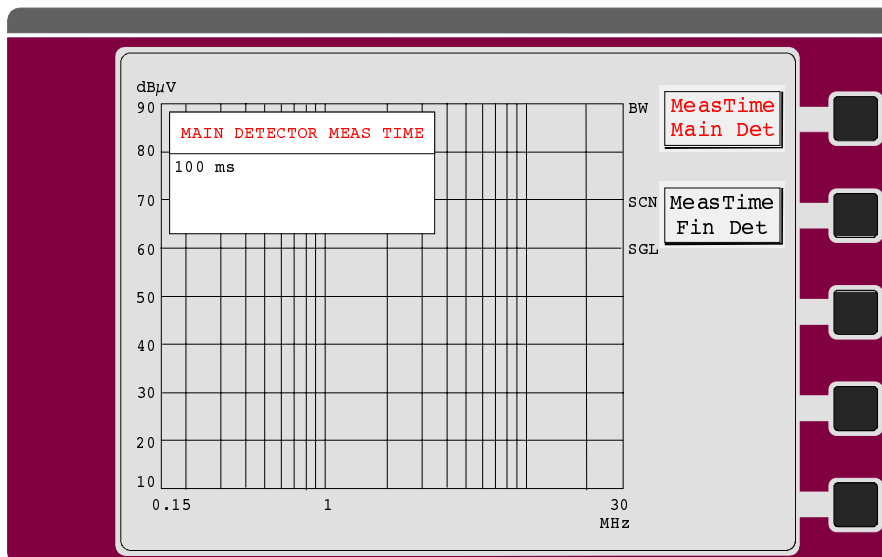 dBµV
90
80
70
60
50
40
30
20
10
0.15
1
30
MHz
MAIN DETECTOR MEAS TIME
100 ms
BW
SCN
SGL
MeasTime
Main Det
MeasTime
Fin Det